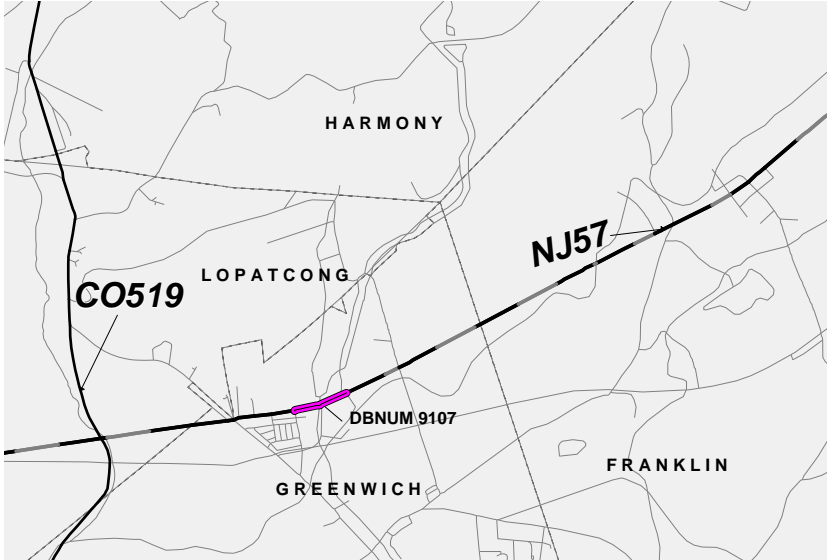 HARMONY
NJ57
LOPATCONG
CO519
DBNUM 9107
FRANKLIN
GREENWICH